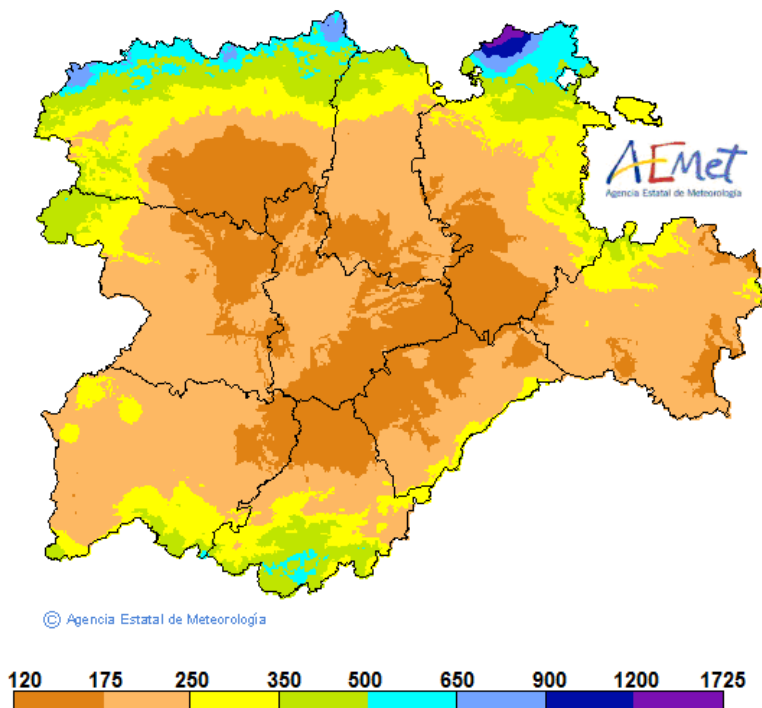 AEMet
Agencia Estatal de Meteorología
© Agencia Estatal de Meteorología
120 175 250 350 500 650 900 1200 1725